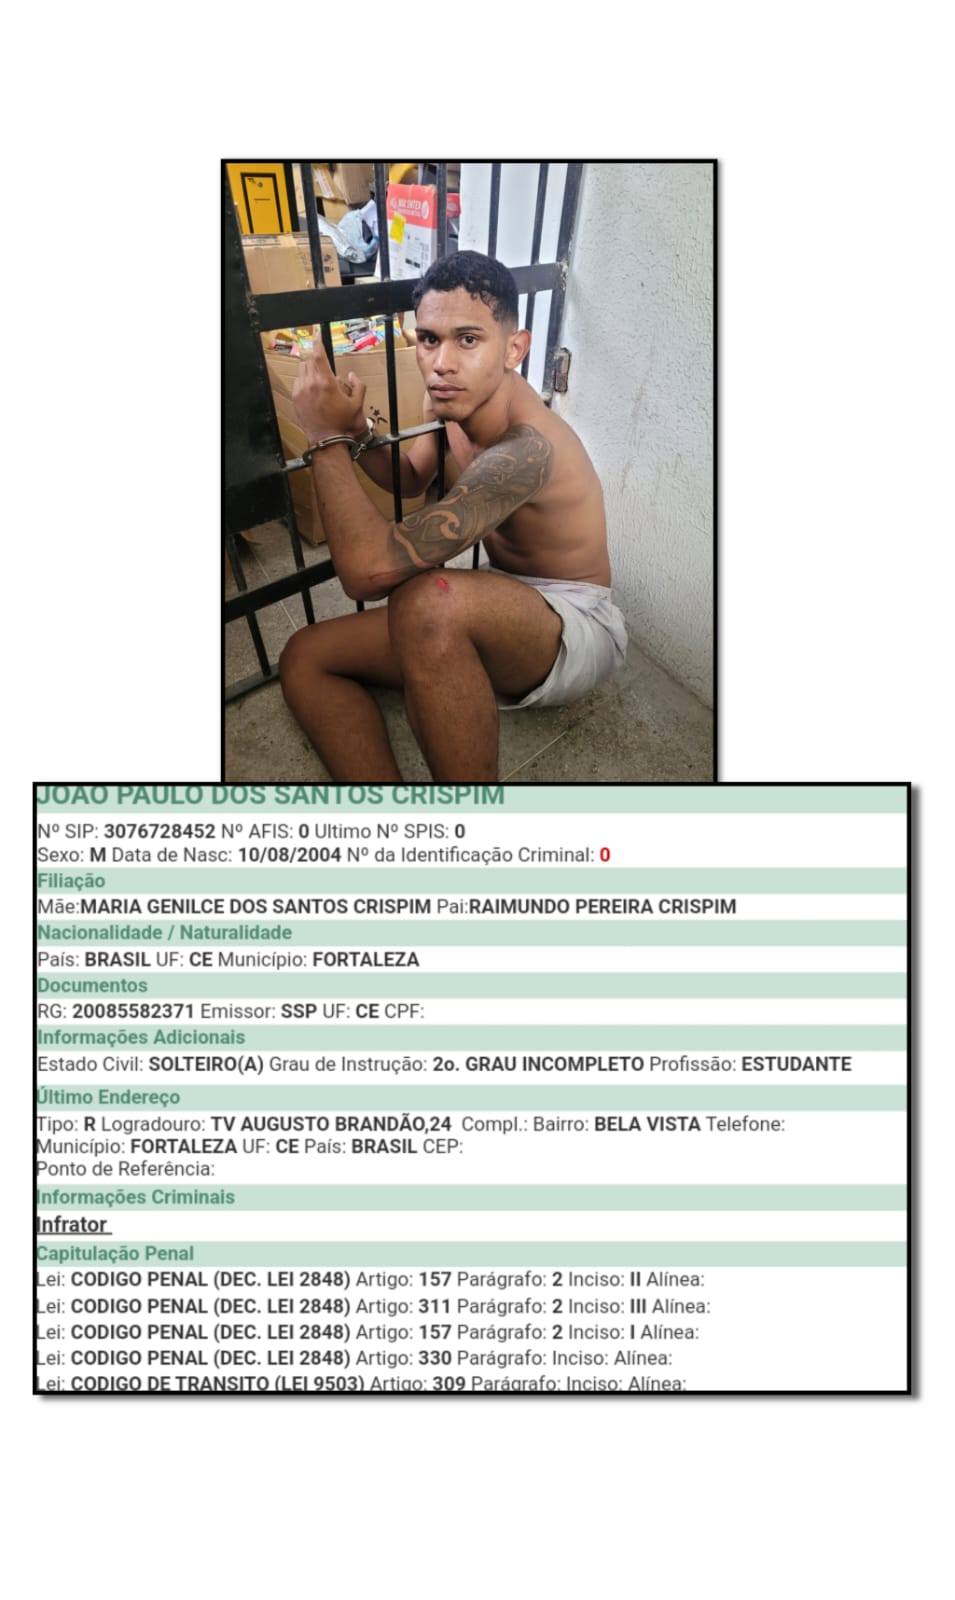 JOAO PAULO DOS SANTOS CRISPIM
Nº SIP: 3076728452 Nº AFIS: 0 Ultimo Nº SPIS: 0
Sexo: M Data de Nasc: 10/08/2004 Nº da Identificação Criminal: 0
Filiação
Mãe:MARIA GENILCE DOS SANTOS CRISPIM Pai:RAIMUNDO PEREIRA CRISPIM
Nacionalidade / Naturalidade
País: BRASIL UF: CE Município: FORTALEZA
Documentos
RG: 20085582371 Emissor: SSP UF: CE CPF:
Informações Adicionais
Estado Civil: SOLTEIRO(A) Grau de Instrução: 2o. GRAU INCOMPLETO Profissão: ESTUDANTE
Último Endereço
Tipo: R Logradouro: TV AUGUSTO BRANDÃO,24 Compl.: Bairro: BELA VISTA Telefone:
Município: FORTALEZA UF: CE País: BRASIL CEP:
Ponto de Referência:
Informações Criminais
Infrator
Capitulação Penal
Lei: CODIGO PENAL (DEC. LEI 2848) Artigo: 157 Parágrafo: 2 Inciso: II Alínea:
Lei: CODIGO PENAL (DEC. LEI 2848) Artigo: 311 Parágrafo: 2 Inciso: III Alínea:
Lei: CODIGO PENAL (DEC. LEI 2848) Artigo: 157 Parágrafo: 2 Inciso: I Alínea:
Lei: CODIGO PENAL (DEC. LEI 2848) Artigo: 330 Parágrafo: Inciso: Alínea:
Lei: CODIGO DE TRANSITO (LEI 9503) Artigo: 309 Parágrafo: Inciso: Alínea: